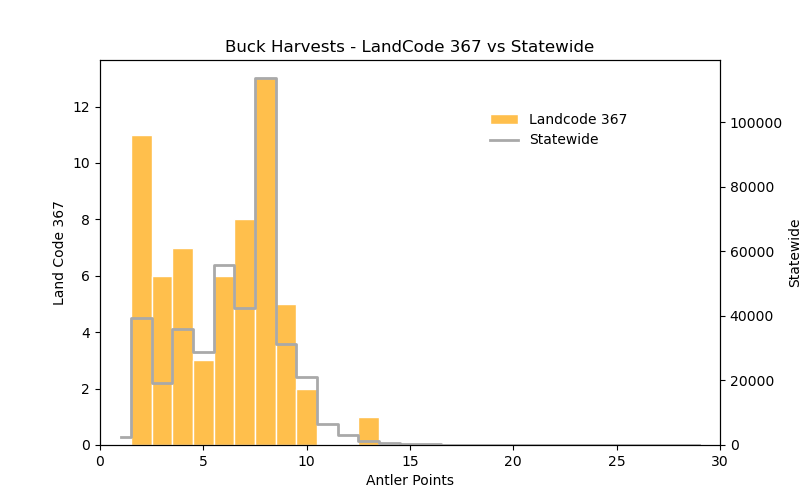 Buck Harvests - LandCode 367 vs Statewide
Landcode 367
Statewide
Land Code 367
12
10
8
6
4
2
0
100000
80000
60000
40000
20000
0
Statewide
0 5 10 15 20 25 30
Antler Points